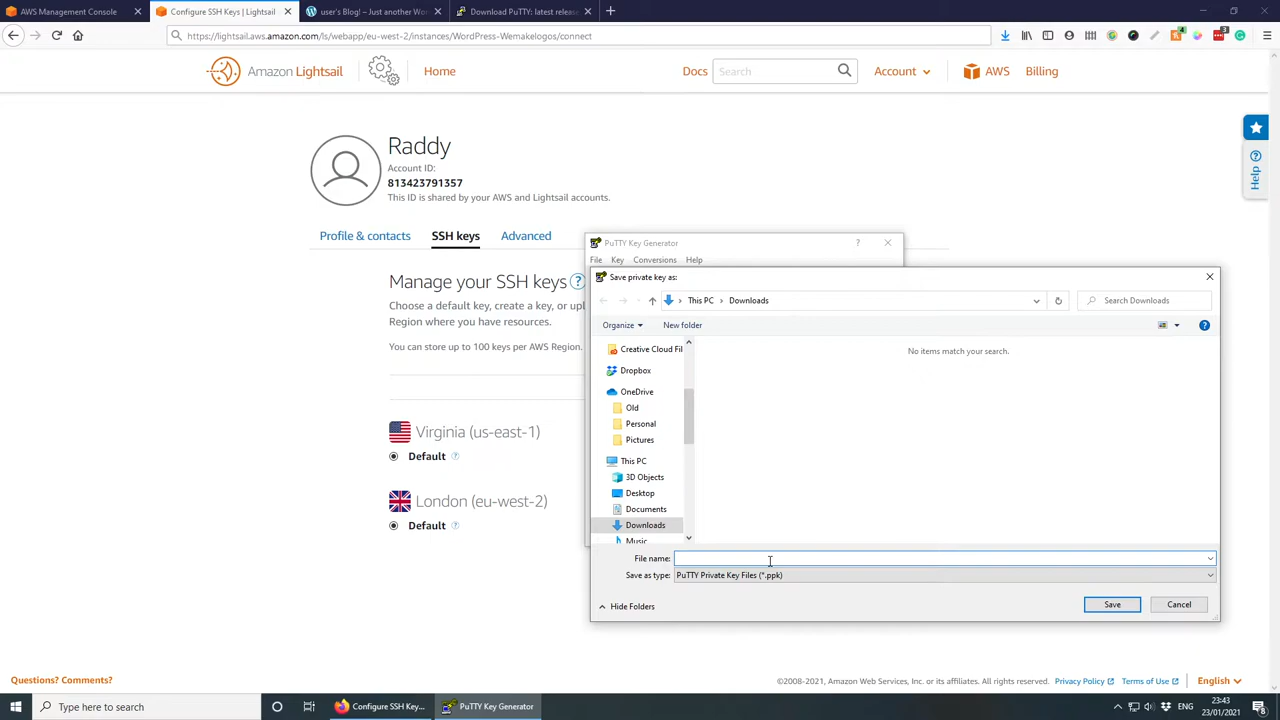 AWS Management Console
Configure SSH Keys | Lightsail
user's Blog! – Just another Wo
Download PuTTY: latest release
https://lightsail.aws.amazon.com/ls/webapp/eu-west-2/instances/WordPress-Wemakelogos/connect
Amazon Lightsail
Home
Docs
Search
Account
AWS
Billing
Raddy
Account ID:
813423791357
This ID is shared by your AWS and Lightsail accounts.
Help
Profile & contacts
SSH keys
Advanced
PuTTY Key Generator
File Key Conversions Help
Manage your SSH keys
Choose a default key, create a key, or up
Region where you have resources.
You can store up to 100 keys per AWS Region.
Virginia (us-east-1)
Default
London (eu-west-2)
Default
Save private key as:
This PC > Downloads
Search Downloads
Organize
New folder
No items match your search.
Creative Cloud Fil
Dropbox
OneDrive
Old
Personal
Pictures
This PC
3D Objects
Desktop
Documents
Downloads
Music
File name:
Save as type: PuTTY Private Key Files (*.ppk)
Hide Folders
Save
Cancel
Questions? Comments?
©2008-2021, Amazon Web Services, Inc. or its affiliates. All rights reserved.
Privacy Policy
Terms of Use
English
Type here to search
Configure SSH Key...
PuTTY Key Generator
ENG
23:43
23/01/2021